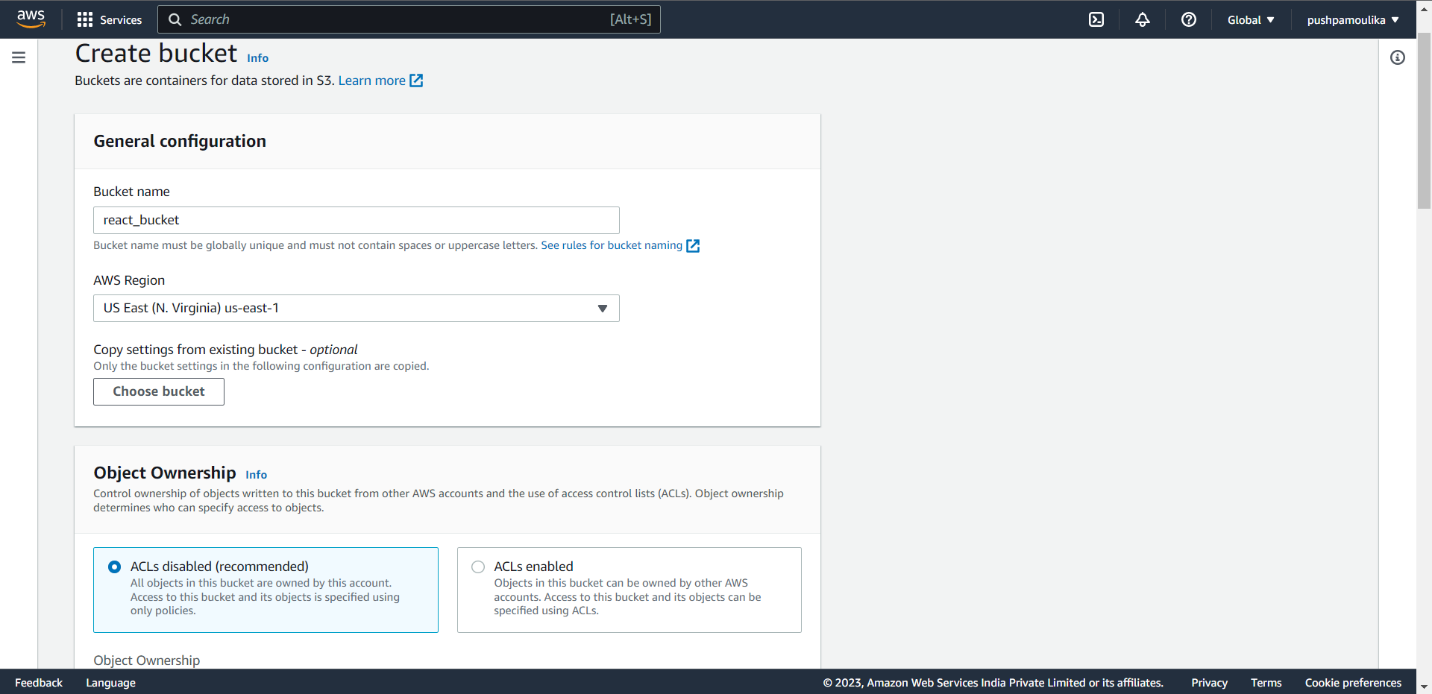 aws Services Search [Alt+S] Global ▼ pushpamoulika ▼
Create bucket Info
Buckets are containers for data stored in S3. Learn more
General configuration
Bucket name
react_bucket
Bucket name must be globally unique and must not contain spaces or uppercase letters. See rules for bucket naming
AWS Region
US East (N. Virginia) us-east-1
Copy settings from existing bucket - optional
Only the bucket settings in the following configuration are copied.
Choose bucket
Object Ownership Info
Control ownership of objects written to this bucket from other AWS accounts and the use of access control lists (ACLs). Object ownership
determines who can specify access to objects.
ACLs disabled (recommended)
All objects in this bucket are owned by this account.
Access to this bucket and its objects is specified using
only policies.
ACLs enabled
Objects in this bucket can be owned by other AWS
accounts. Access to this bucket and its objects can be
specified using ACLs.
Object Ownership
Feedback Language © 2023, Amazon Web Services India Private Limited or its affiliates. Privacy Terms Cookie preferences